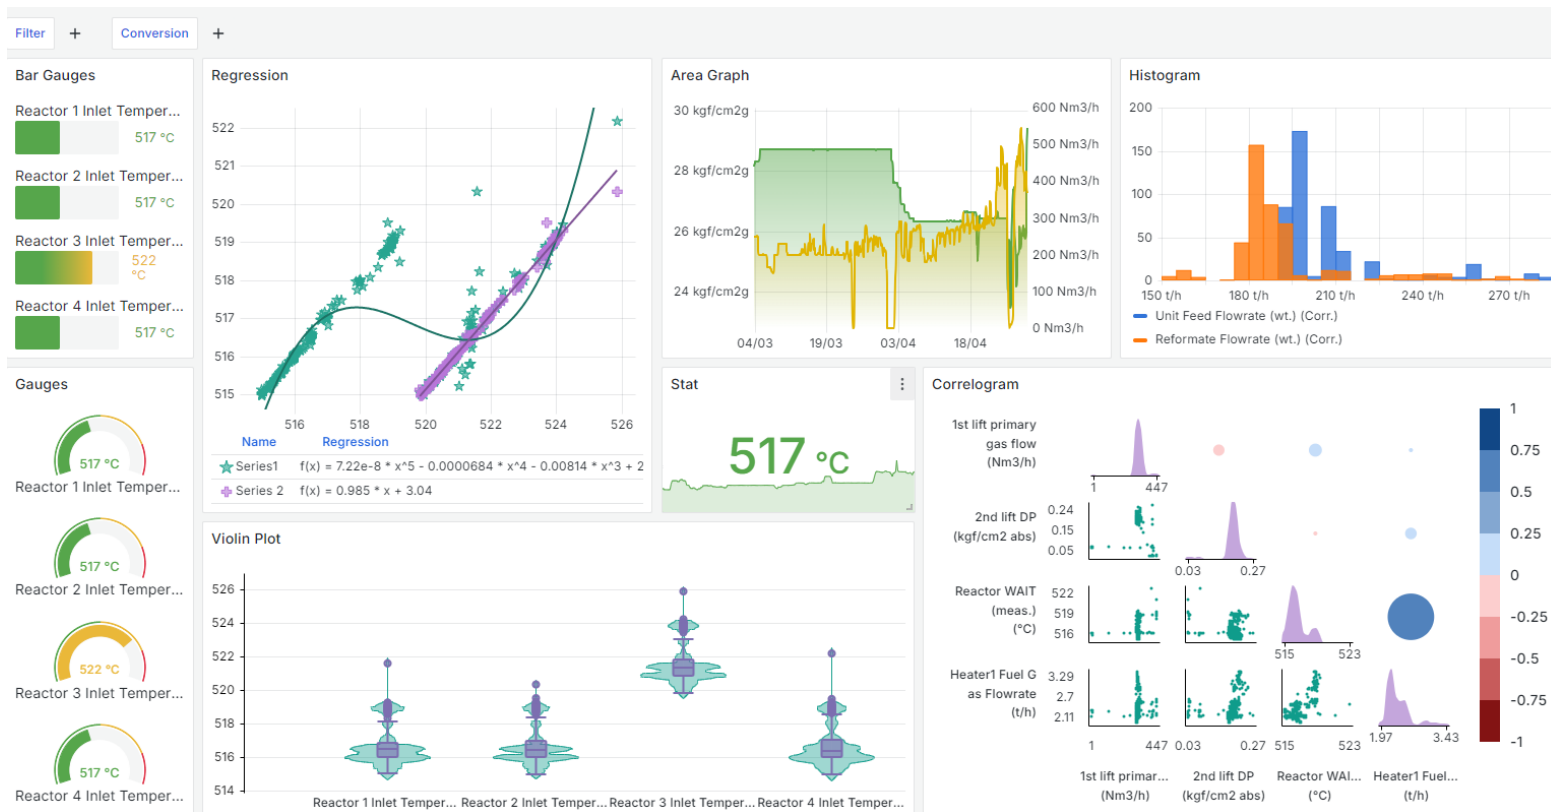 Filter + Conversion +
Bar Gauges
Reactor 1 Inlet Temper...
517 °C
Reactor 2 Inlet Temper...
517 °C
Reactor 3 Inlet Temper...
522
°C
Reactor 4 Inlet Temper...
517 °C
Gauges
517 °C
Reactor 1 Inlet Temper...
517 °C
Reactor 2 Inlet Temper...
522 °C
Reactor 3 Inlet Temper...
517 °C
Reactor 4 Inlet Temper...
Regression
522
521
520
519
518
517
516
515
516 518 520 522 524 526
Name Regression
Series1 f(x) = 7.22e-8 * x^5 - 0.0000684 * x^4 - 0.00814 * x^3 + 2
Series 2 f(x) = 0.985 * x + 3.04
Area Graph
30 kgf/cm2g
28 kgf/cm2g
26 kgf/cm2g
24 kgf/cm2g
600 Nm3/h
500 Nm3/h
400 Nm3/h
300 Nm3/h
200 Nm3/h
100 Nm3/h
0 Nm3/h
04/03 19/03 03/04 18/04
Histogram
200
150
100
50
0
150 t/h 180 t/h 210 t/h 240 t/h 270 t/h
Unit Feed Flowrate (wt.) (Corr.)
Reformate Flowrate (wt.) (Corr.)
Stat
517 °C
Violin Plot
526
524
522
520
518
516
514
Reactor 1 Inlet Temper... Reactor 2 Inlet Temper... Reactor 3 Inlet Temper... Reactor 4 Inlet Temper...
Correlogram
1st lift primary
gas flow
(Nm3/h)
1 447
2nd lift DP
(kgf/cm2 abs)
0.24
0.15
0.05
0.03 0.27
Reactor WAIT
(meas.)
(°C)
522
519
516
515 523
Heater1 Fuel G
as Flowrate
(t/h)
3.29
2.7
2.11
1.97 3.43
1 447 0.03 0.27 515 523
1st lift primar... 2nd lift DP Reactor WAI... Heater1 Fuel...
(Nm3/h) (kgf/cm2 abs) (°C) (t/h)
1
0.75
0.5
0.25
0
-0.25
-0.5
-0.75
-1